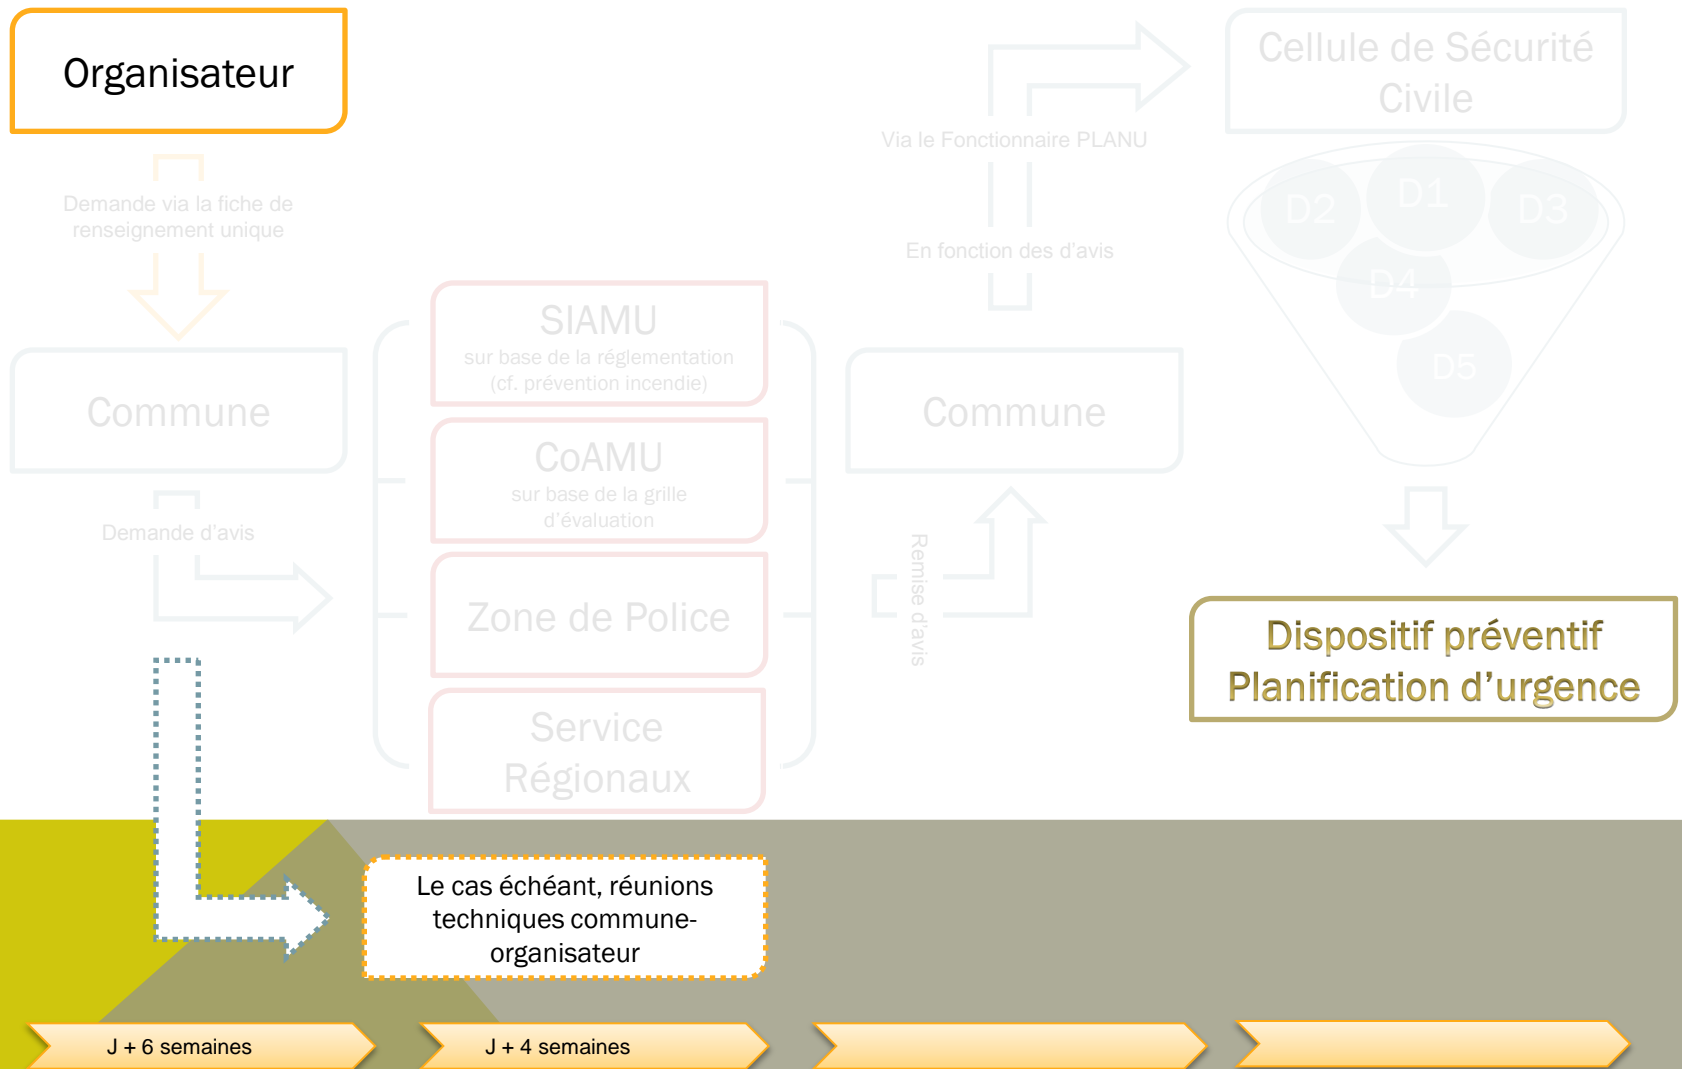 Organisateur
Demande via la fiche de
renseignement unique
Commune
Demande d'avis
SIAMU
sur base de la réglementation
(cf. prévention incendie)
CoAMU
sur base de la grille
d'évaluation
Zone de Police
Service
Régionaux
Remise d'avis
Commune
En fonction des d'avis
Via le Fonctionnaire PLANU
Cellule de Sécurité
Civile
D2
D1
D3
D4
D5
Dispositif préventif
Planification d'urgence
Le cas échéant, réunions
techniques commune-
organisateur
J + 6 semaines
J + 4 semaines